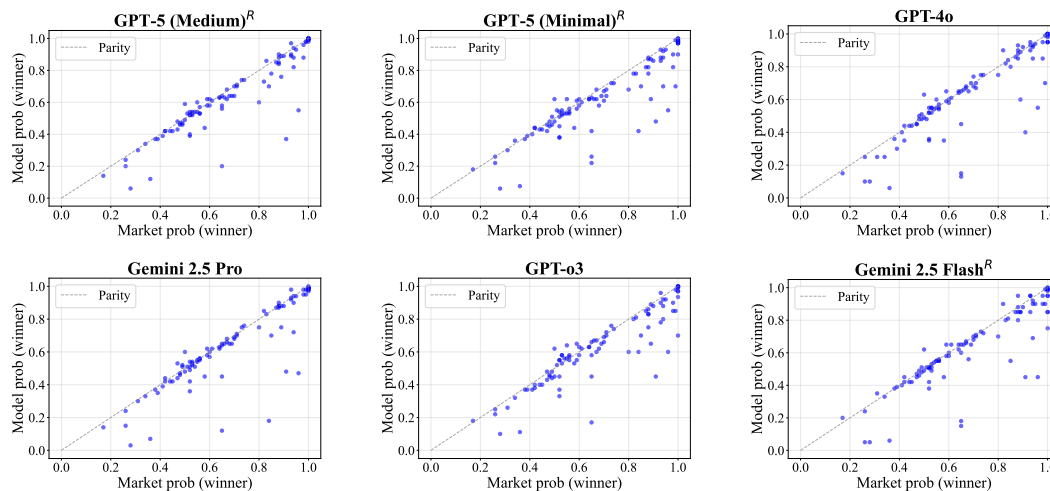 GPT-5 (Medium)^R
Parity
Model prob (winner)
1.0
0.8
0.6
0.4
0.2
0.0
0.0 0.2 0.4 0.6 0.8 1.0
Market prob (winner)
GPT-5 (Minimal)^R
Parity
Model prob (winner)
1.0
0.8
0.6
0.4
0.2
0.0
0.0 0.2 0.4 0.6 0.8 1.0
Market prob (winner)
GPT-4o
Parity
Model prob (winner)
1.0
0.8
0.6
0.4
0.2
0.0
0.0 0.2 0.4 0.6 0.8 1.0
Market prob (winner)
Gemini 2.5 Pro
Parity
Model prob (winner)
1.0
0.8
0.6
0.4
0.2
0.0
0.0 0.2 0.4 0.6 0.8 1.0
Market prob (winner)
GPT-o3
Parity
Model prob (winner)
1.0
0.8
0.6
0.4
0.2
0.0
0.0 0.2 0.4 0.6 0.8 1.0
Market prob (winner)
Gemini 2.5 Flash^R
Parity
Model prob (winner)
1.0
0.8
0.6
0.4
0.2
0.0
0.0 0.2 0.4 0.6 0.8 1.0
Market prob (winner)